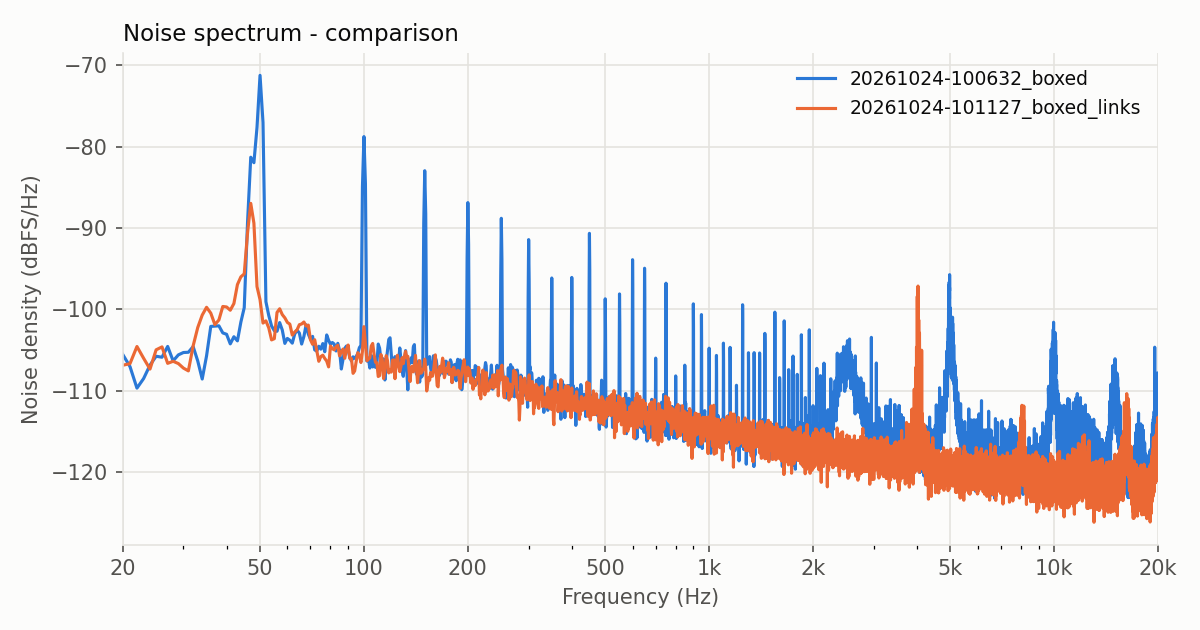 Noise spectrum - comparison
20261024-100632_boxed
20261024-101127_boxed_links
Noise density (dBFS/Hz)
−70
−80
−90
−100
−110
−120
20 50 100 200 500 1k 2k 5k 10k 20k
Frequency (Hz)